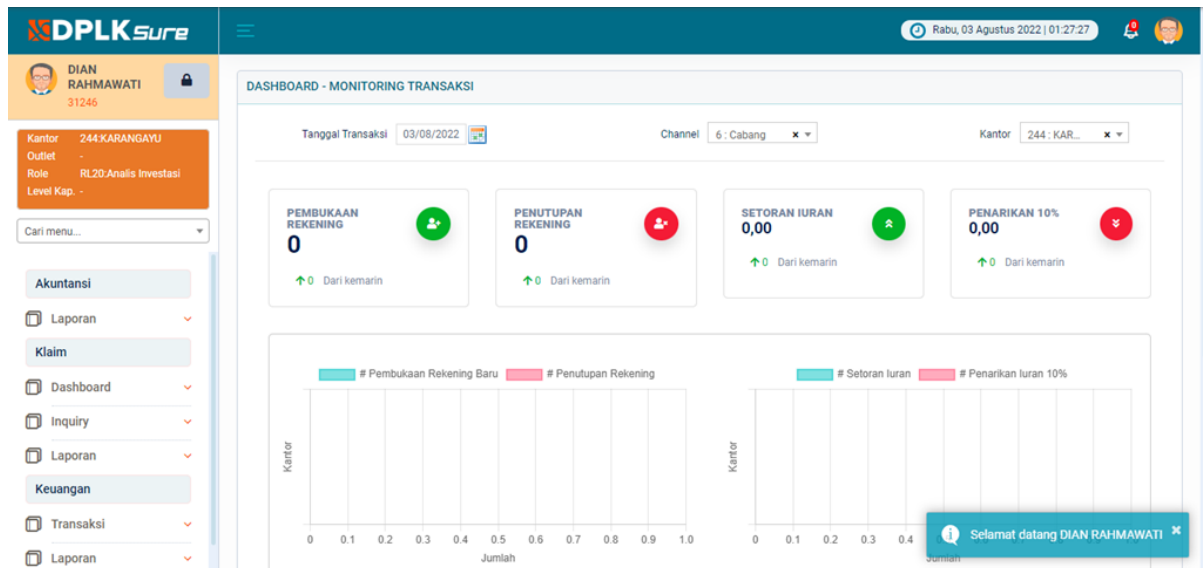 DPLKSure
Rabu, 03 Agustus 2022 | 01:27:27
DIAN
RAHMAWATI
31246
Kantor 244:KARANGAYU
Outlet -
Role RL20:Analis Investasi
Level Kap. -
Cari menu...
Akuntansi
Laporan
Klaim
Dashboard
Inquiry
Laporan
Keuangan
Transaksi
Laporan
DASHBOARD - MONITORING TRANSAKSI
Tanggal Transaksi 03/08/2022
Channel 6 : Cabang x
Kantor 244 : KAR... x
PEMBUKAAN
REKENING
0
0 Dari kemarin
PENUTUPAN
REKENING
0
0 Dari kemarin
SETORAN IURAN
0,00
0 Dari kemarin
PENARIKAN 10%
0,00
0 Dari kemarin
# Pembukaan Rekening Baru # Penutupan Rekening
Kantor
0 0.1 0.2 0.3 0.4 0.5 0.6 0.7 0.8 0.9 1.0
Jumlah
# Setoran Iuran # Penarikan Iuran 10%
Kantor
0 0.1 0.2 0.3 0.4
Jumlah
Selamat datang DIAN RAHMAWATI ×